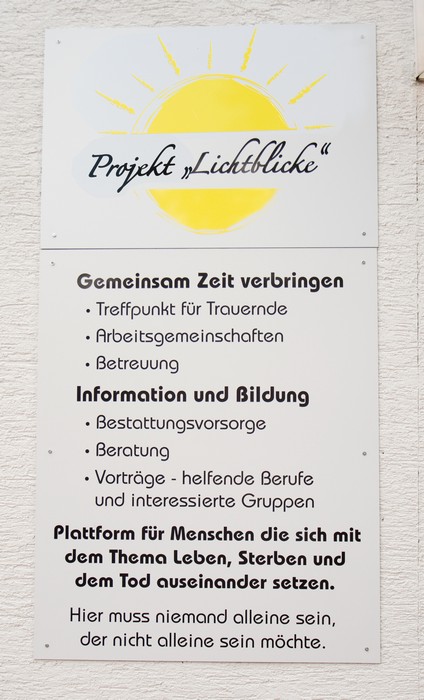 Projekt „Lichtblicke“
Gemeinsam Zeit verbringen
• Treffpunkt für Trauernde
• Arbeitsgemeinschaften
• Betreuung
Information und Bildung
• Bestattungsvorsorge
• Beratung
• Vorträge - helfende Berufe
und interessierte Gruppen
Plattform für Menschen die sich mit
dem Thema Leben, Sterben und
dem Tod auseinander setzen.
Hier muss niemand alleine sein,
der nicht alleine sein möchte.